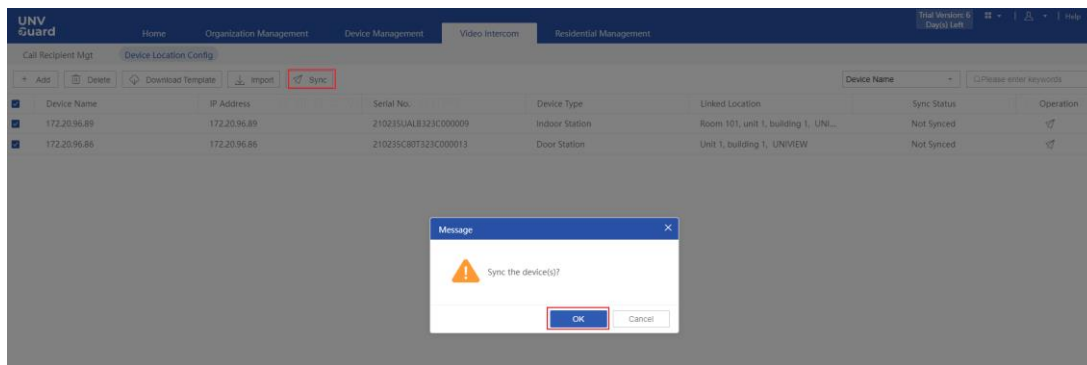 UNV
Guard
Home Organization Management Device Management Video Intercom Residential Management
Trial Version: 6
Day(s) Left
Help
Call Recipient Mgt Device Location Config
+ Add Delete Download Template Import Sync Device Name Please enter keywords
Device Name IP Address Serial No. Device Type Linked Location Sync Status Operation
172.20.96.89 172.20.96.89 210235UALB323C000009 Indoor Station Room 101, unit 1, building 1, UNI... Not Synced
172.20.96.86 172.20.96.86 210235C80T323C000013 Door Station Unit 1, building 1, UNIVIEW Not Synced
Message
Sync the device(s)?
OK Cancel